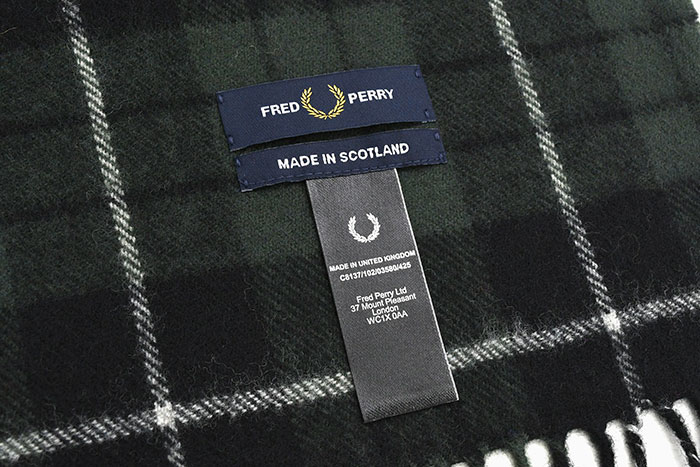 FRED PERRY
MADE IN SCOTLAND
MADE IN UNITED KINGDOM
C8137/102/03580/425
Fred Perry Ltd
37 Mount Pleasant
London
WC1X 0AA